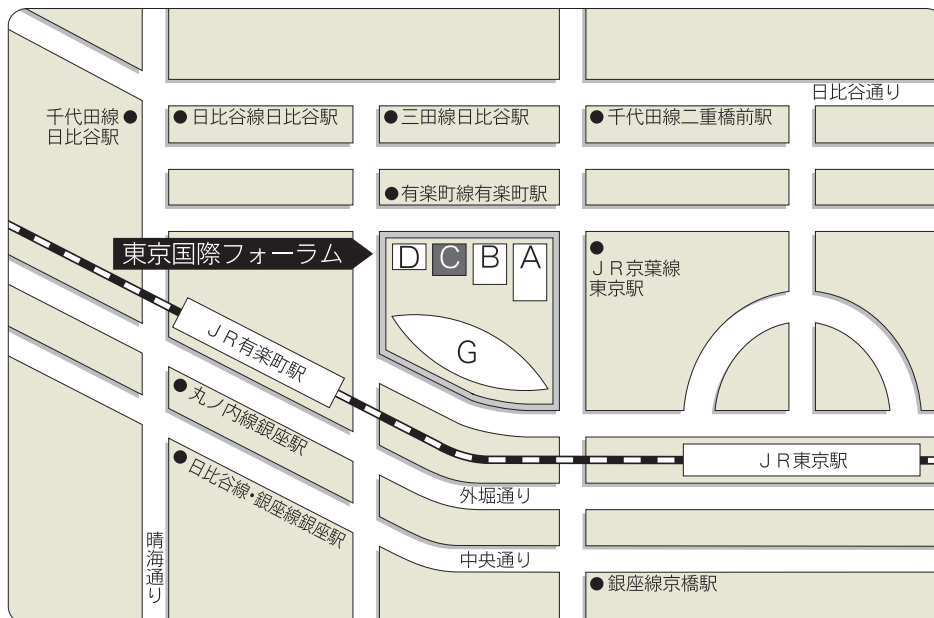 日比谷通り
千代田線
日比谷駅
日比谷線日比谷駅
三田線日比谷駅
千代田線二重橋前駅
有楽町線有楽町駅
東京国際フォーラム
D
C
B
A
G
JR京葉線
東京駅
JR有楽町駅
丸ノ内線銀座駅
日比谷線・銀座線銀座駅
JR東京駅
外堀通り
中央通り
晴海通り
銀座線京橋駅